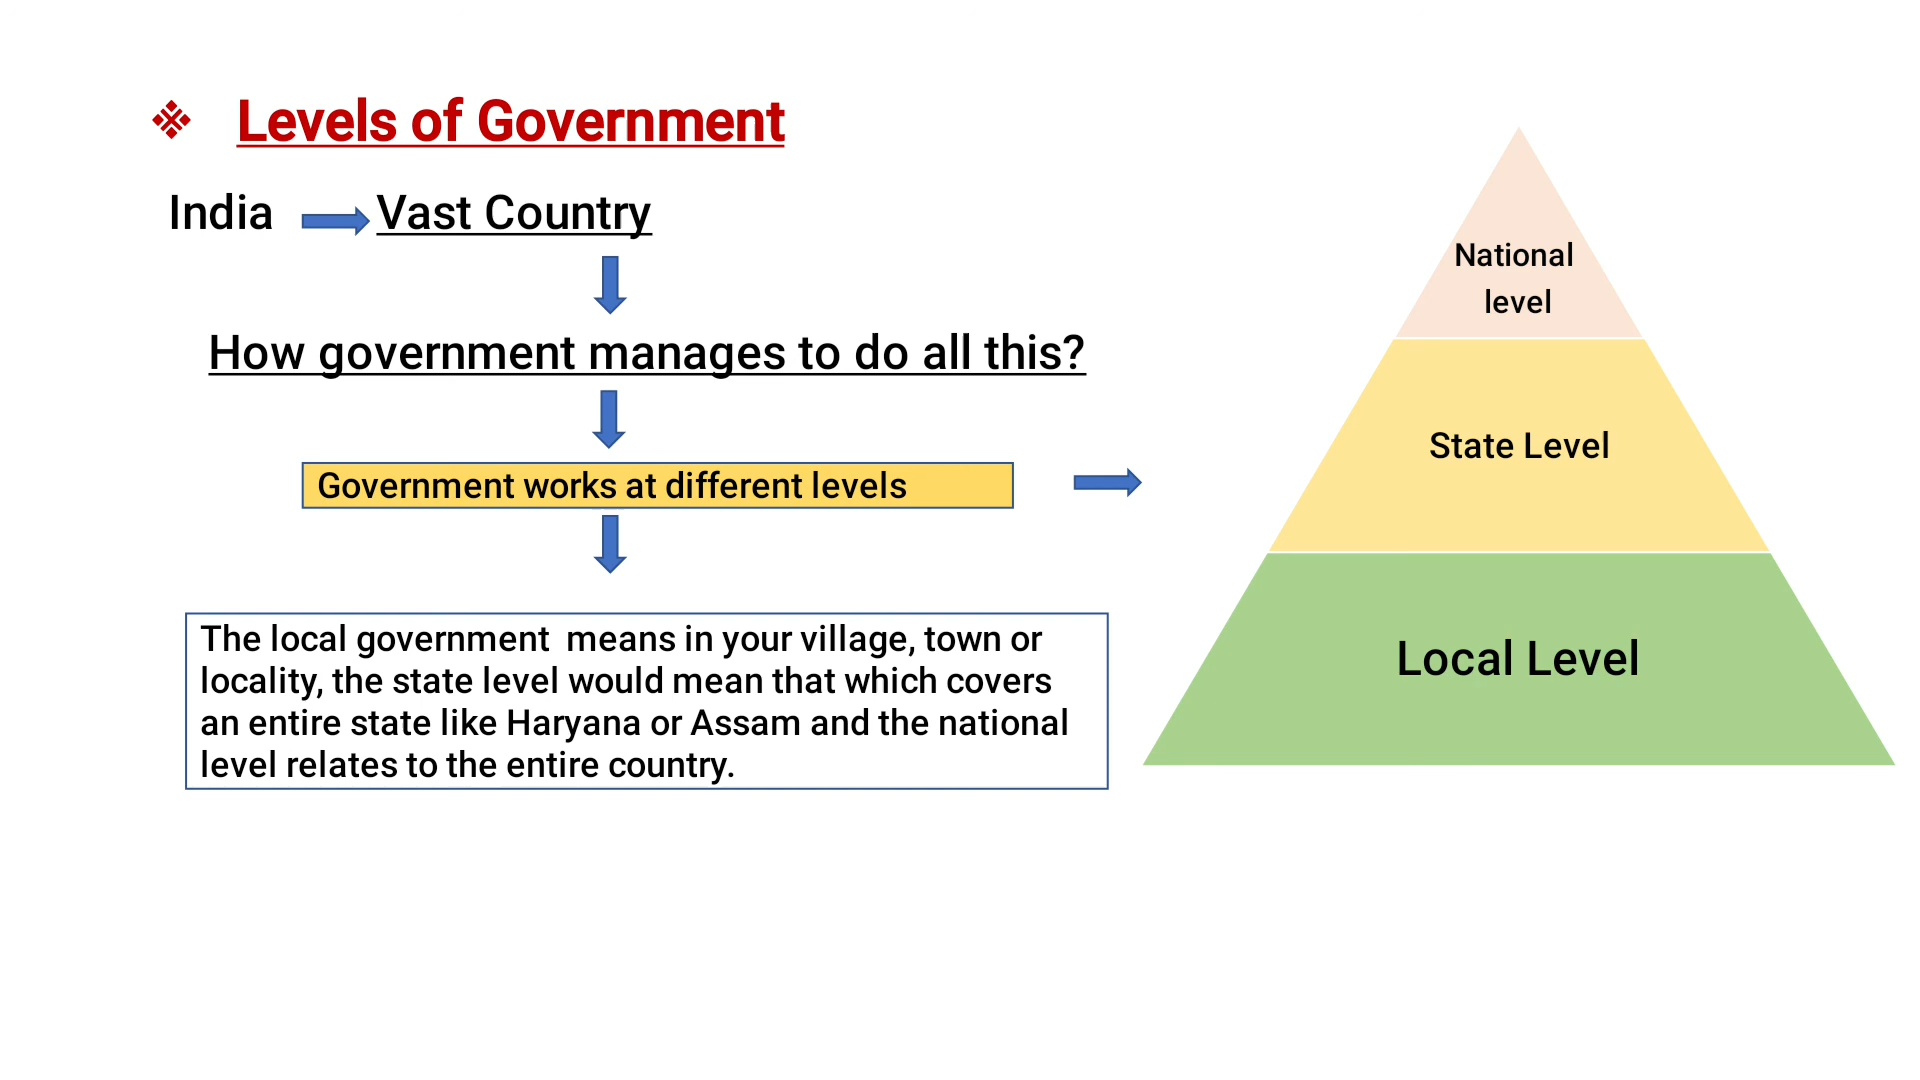 Levels of Government
India Vast Country
How government manages to do all this?
Government works at different levels
The local government  means in your village, town or
locality, the state level would mean that which covers
an entire state like Haryana or Assam and the national
level relates to the entire country.
National
level
State Level
Local Level